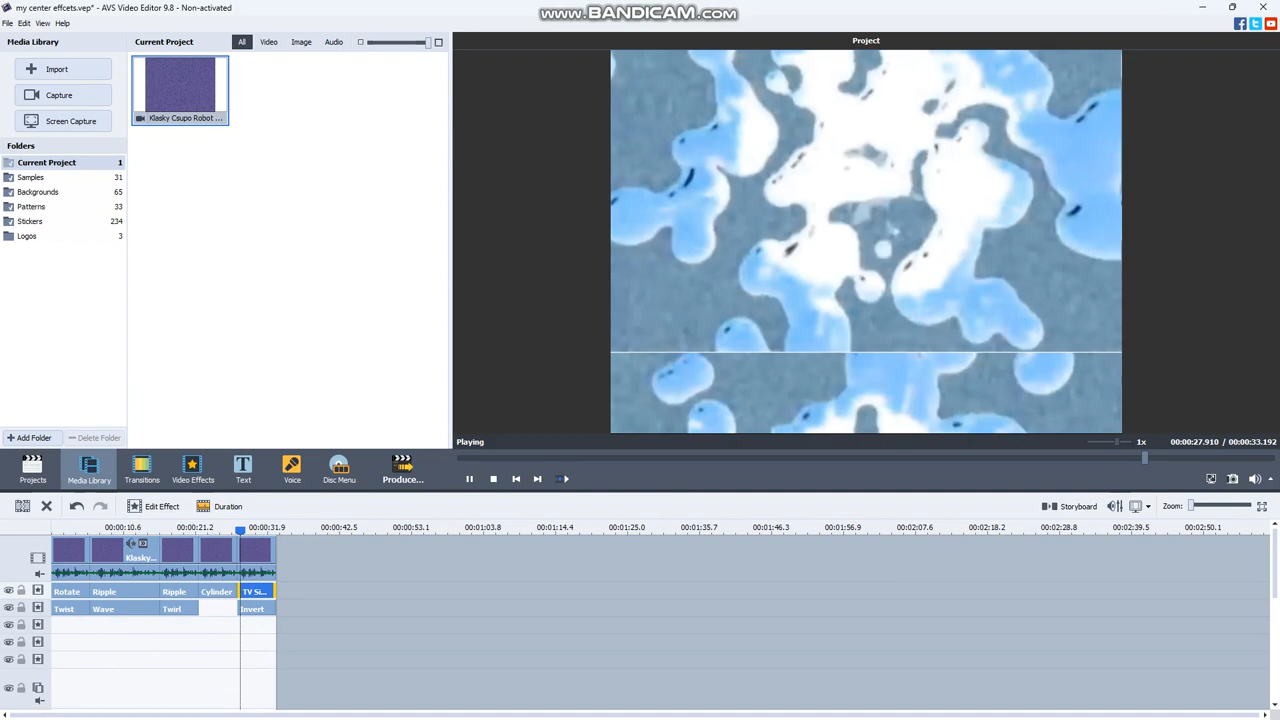 my center effcets.vep* - AVS Video Editor 9.8 - Non-activated
www.BANDICAM.com
File Edit View Help
Media Library
Current Project
All Video Image Audio
Project
Import
Capture
Screen Capture
Klasky Csupo Robot ...
Folders
Current Project 1
Samples 31
Backgrounds 65
Patterns 33
Stickers 234
Logos 3
Add Folder Delete Folder
Playing
1x
00:00:27.910 / 00:00:33.192
Projects
Media Library
Transitions
Video Effects
Text
Voice
Disc Menu
Produce...
Edit Effect
Duration
Storyboard
Zoom:
00:00:10.6 00:00:21.2 00:00:31.9 00:00:42.5 00:00:53.1 00:01:03.8 00:01:14.4 00:01:25.0 00:01:35.7 00:01:46.3 00:01:56.9 00:02:07.6 00:02:18.2 00:02:28.8 00:02:39.5 00:02:50.1
Klasky...
Rotate Ripple Ripple Cylinder TV Si...
Twist Wave Twirl Invert